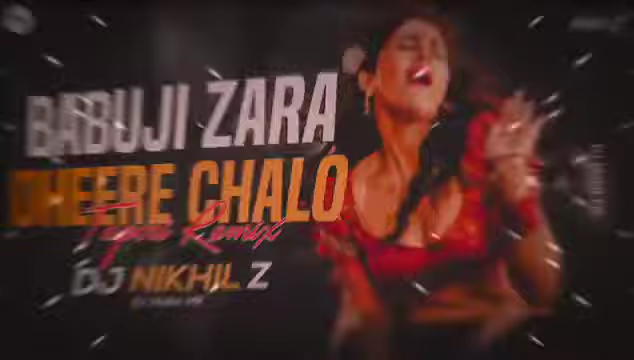 BABUJI ZARA
DHEERE CHALO
Tapori Remix
DJ NIKHIL Z